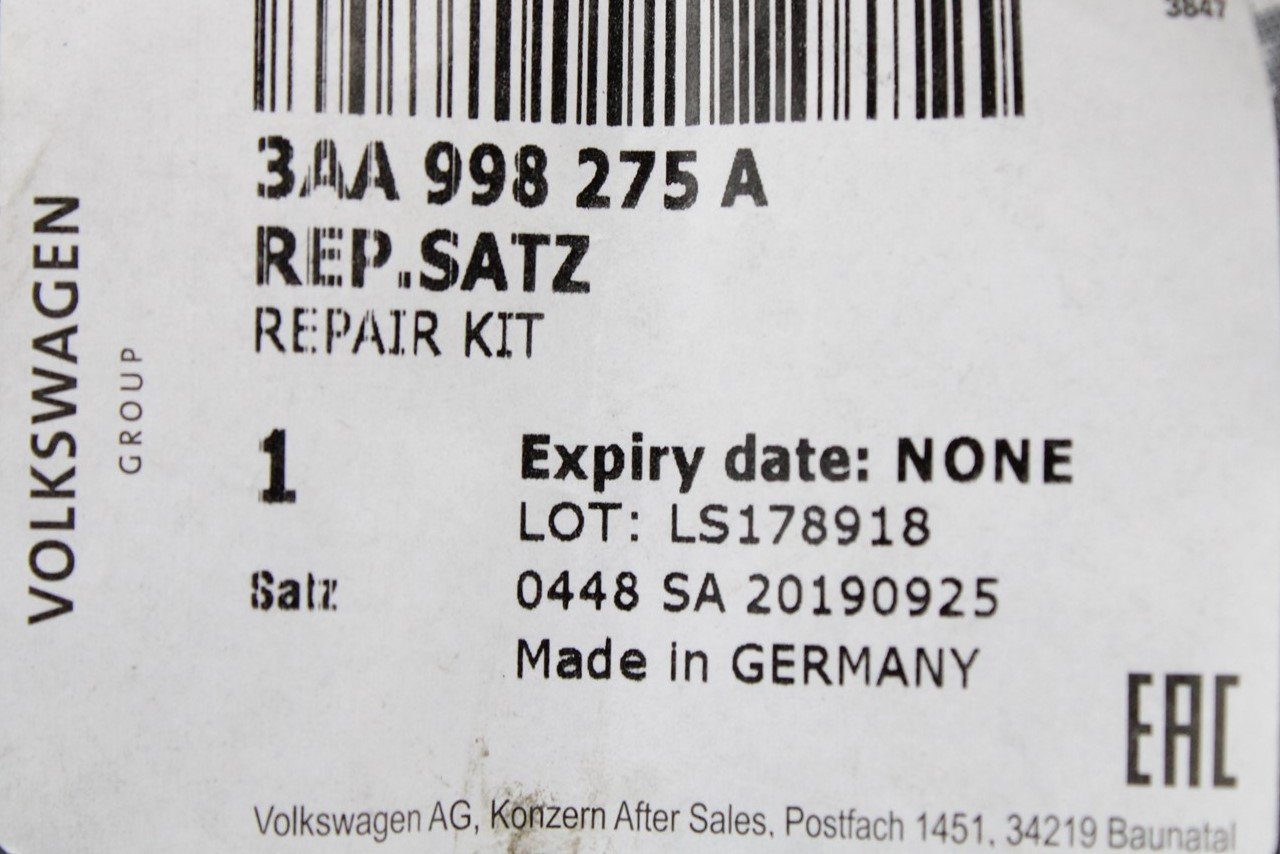 3647
3AA 998 275 A
REP.SATZ
REPAIR KIT
VOLKSWAGEN
GROUP
1
Expiry date: NONE
LOT: LS178918
Satz
0448 SA 20190925
Made in GERMANY
EAC
Volkswagen AG, Konzern After Sales, Postfach 1451, 34219 Baunatal